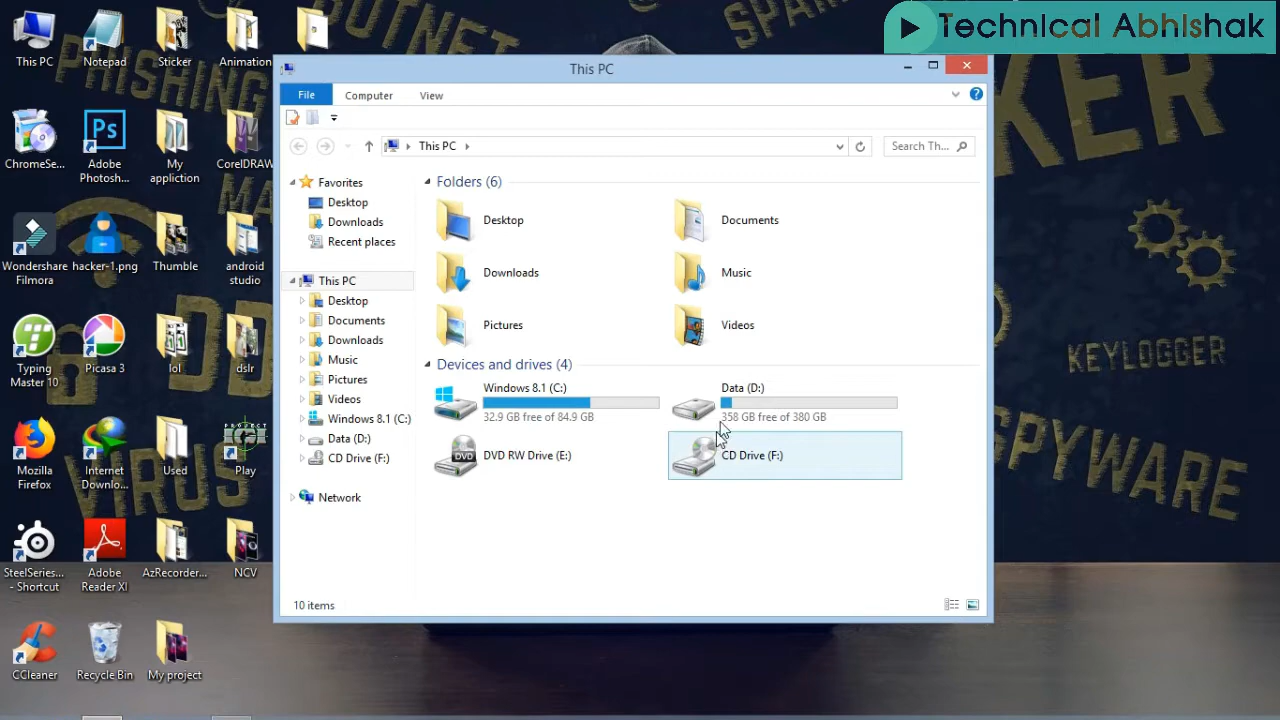 BOTNET
SPAM
PHISHING
KER
DD
KEYLOGGER
VIRUS
SPYWARE
Technical Abhishak
This PC
Notepad
Sticker
Animation
ChromeSe...
Adobe
Photosh...
My
appliction
CorelDRAW
Wondershare
Filmora
hacker-1.png
Thumble
android
studio
Typing
Master 10
Picasa 3
lol
dslr
Mozilla
Firefox
Internet
Downlo...
Used
Play
SteelSeries...
- Shortcut
Adobe
Reader XI
AzRecorder...
NCV
CCleaner
Recycle Bin
My project
This PC
File
Computer
View
This PC
Search Th...
Favorites
Desktop
Downloads
Recent places
This PC
Desktop
Documents
Downloads
Music
Pictures
Videos
Windows 8.1 (C:)
Data (D:)
CD Drive (F:)
Network
Folders (6)
Desktop
Documents
Downloads
Music
Pictures
Videos
Devices and drives (4)
Windows 8.1 (C:)
32.9 GB free of 84.9 GB
Data (D:)
358 GB free of 380 GB
DVD RW Drive (E:)
DVD
CD Drive (F:)
10 items